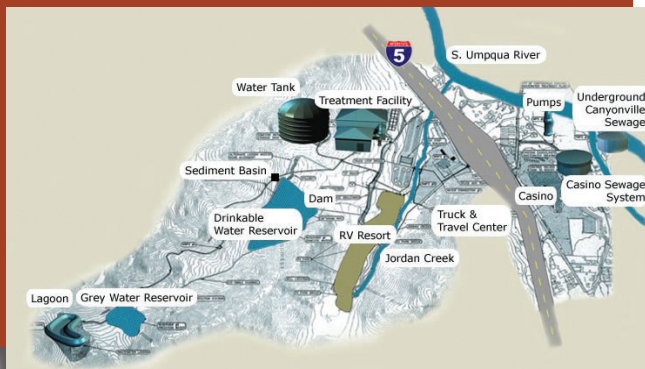 S. Umpqua River
INTERSTATE
5
Water Tank
Treatment Facility
Pumps
Underground
Canyonville
Sewage
Sediment Basin
Drinkable
Water Reservoir
Dam
RV Resort
Jordan Creek
Truck &
Travel Center
Casino
Casino Sewage
System
Lagoon
Grey Water Reservoir